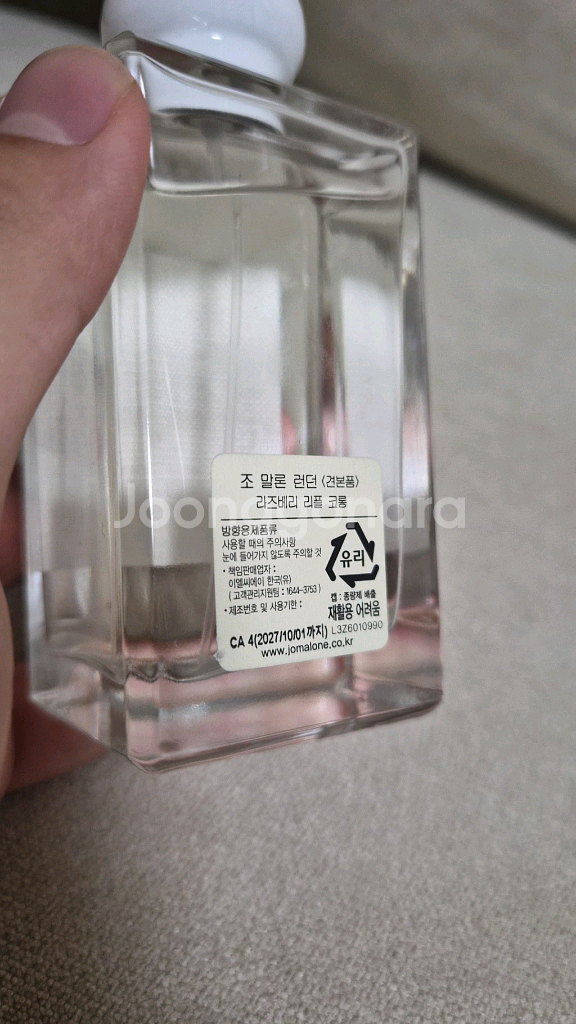 조 말론 런던 <견본품>
라즈베리 리플 코롱
Joonggonara
방향용제품류
사용할 때의 주의사항
눈에 들어가지 않도록 주의할 것
• 책임판매업자 :
이엘씨에이 한국(유)
( 고객관리지원팀 : 1644-3753 )
• 제조번호 및 사용기한 :
유리
캡 : 종량제 배출
재활용 어려움
CA 4(2027/10/01까지) L3Z6010990
www.jomalone.co.kr